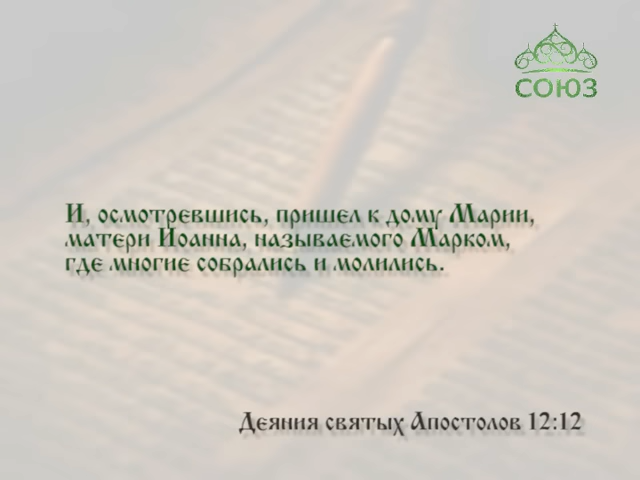 СОЮЗ
И, осмотревшись, пришел к дому Марии,
матери Иоанна, называемого Марком,
где многие собрались и молились.
Деяния святых Апостолов 12:12